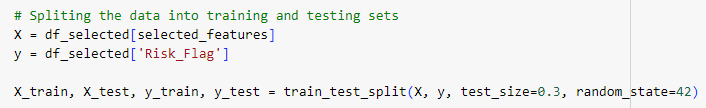 # Spliting the data into training and testing sets
X = df_selected[selected_features]
y = df_selected['Risk_Flag']
X_train, X_test, y_train, y_test = train_test_split(X, y, test_size=0.3, random_state=42)